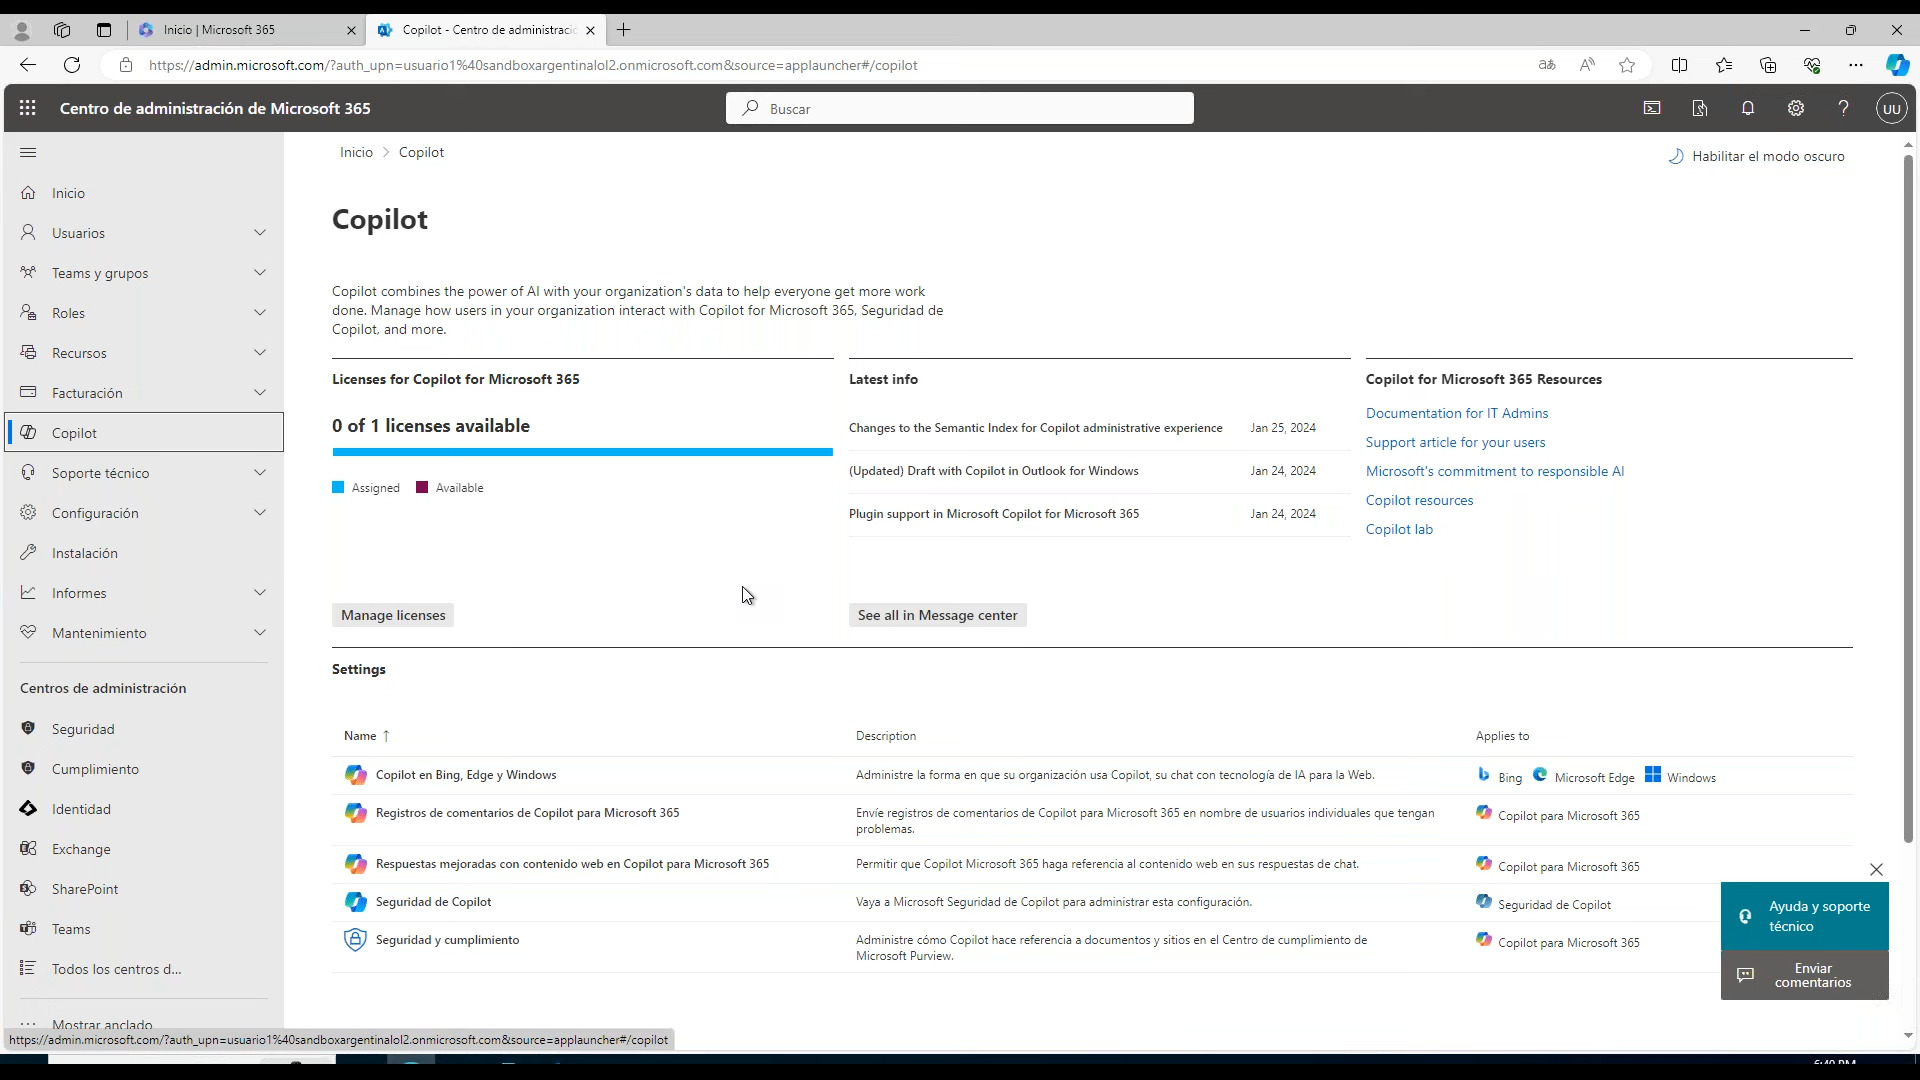 Inicio | Microsoft 365
Copilot - Centro de administraci
https://admin.microsoft.com/?auth_upn=usuario1%40sandboxargentinalol2.onmicrosoft.com&source=applauncher#/copilot
Centro de administración de Microsoft 365
Buscar
UU
Inicio > Copilot
Habilitar el modo oscuro
Inicio
Usuarios
Teams y grupos
Roles
Recursos
Facturación
Copilot
Soporte técnico
Configuración
Instalación
Informes
Mantenimiento
Centros de administración
Seguridad
Cumplimiento
Identidad
Exchange
SharePoint
Teams
Todos los centros d...
Mostrar anclado
Copilot
Copilot combines the power of AI with your organization's data to help everyone get more work
done. Manage how users in your organization interact with Copilot for Microsoft 365, Seguridad de
Copilot, and more.
Licenses for Copilot for Microsoft 365
0 of 1 licenses available
Assigned Available
Manage licenses
Latest info
Changes to the Semantic Index for Copilot administrative experience Jan 25, 2024
(Updated) Draft with Copilot in Outlook for Windows Jan 24, 2024
Plugin support in Microsoft Copilot for Microsoft 365 Jan 24, 2024
See all in Message center
Copilot for Microsoft 365 Resources
Documentation for IT Admins
Support article for your users
Microsoft's commitment to responsible AI
Copilot resources
Copilot lab
Settings
Name ↑ Description Applies to
Copilot en Bing, Edge y Windows Administre la forma en que su organización usa Copilot, su chat con tecnología de IA para la Web. Bing Microsoft Edge Windows
Registros de comentarios de Copilot para Microsoft 365 Envíe registros de comentarios de Copilot para Microsoft 365 en nombre de usuarios individuales que tengan
problemas. Copilot para Microsoft 365
Respuestas mejoradas con contenido web en Copilot para Microsoft 365 Permitir que Copilot Microsoft 365 haga referencia al contenido web en sus respuestas de chat. Copilot para Microsoft 365
Seguridad de Copilot Vaya a Microsoft Seguridad de Copilot para administrar esta configuración. Seguridad de Copilot
Seguridad y cumplimiento Administre cómo Copilot hace referencia a documentos y sitios en el Centro de cumplimiento de
Microsoft Purview. Copilot para Microsoft 365
Ayuda y soporte
técnico
Enviar
comentarios
https://admin.microsoft.com/?auth_upn=usuario1%40sandboxargentinalol2.onmicrosoft.com&source=applauncher#/copilot